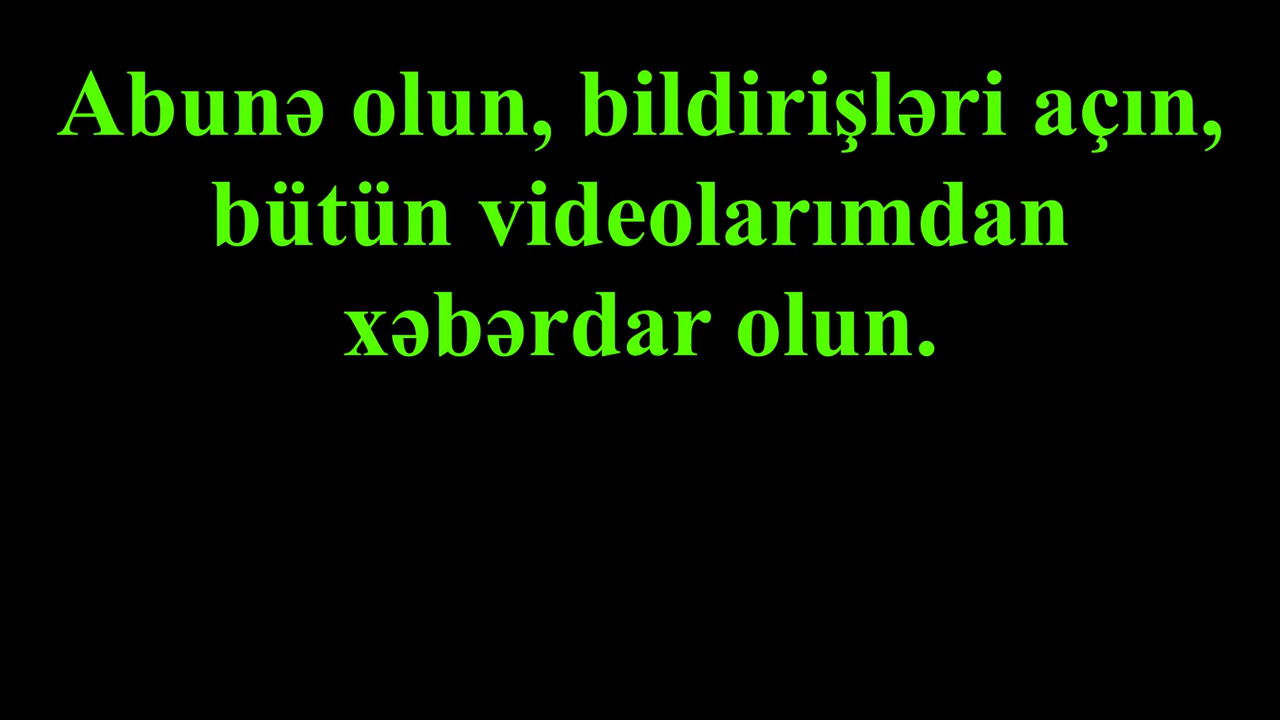 Abunə olun, bildirişləri açın,
bütün videolarımdan
xəbərdar olun.